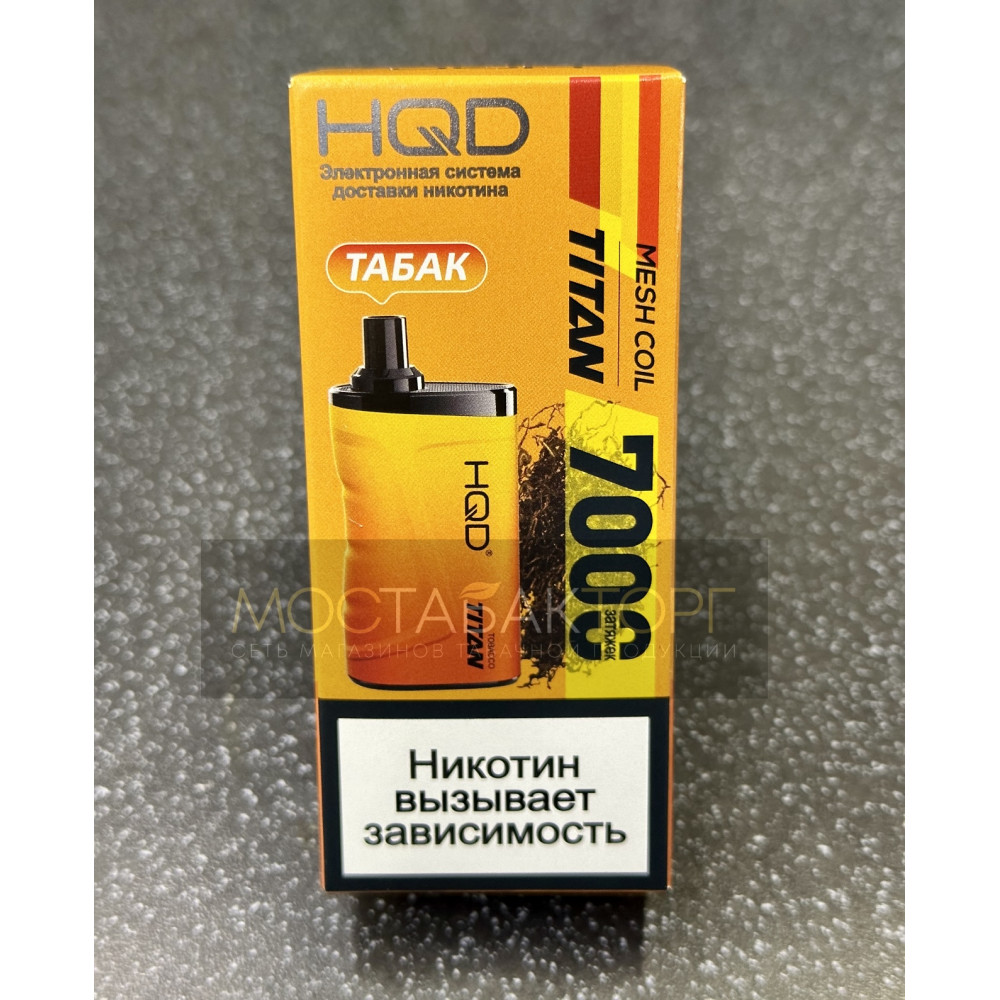 HQD
Электронная система
доставки никотина
ТАБАК
MESH COIL
TITAN
7000
затяжек
HQD®
TITAN
TOBACCO
МОСТАБАКТОРГ
СЕТЬ МАГАЗИНОВ ТАБАЧНОЙ ПРОДУКЦИИ
Никотин
вызывает
зависимость